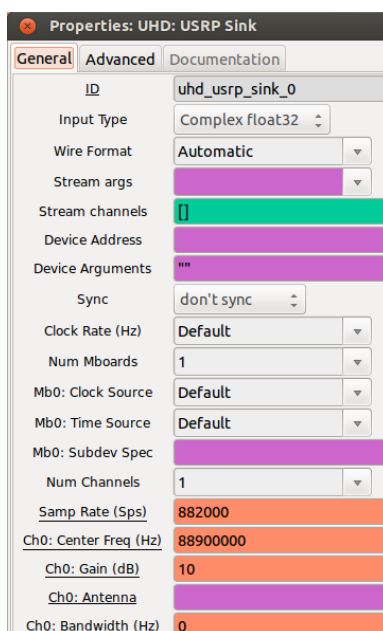 Properties: UHD: USRP Sink
General Advanced Documentation
ID uhd_usrp_sink_0
Input Type Complex float32
Wire Format Automatic
Stream args
Stream channels []
Device Address
Device Arguments ""
Sync don't sync
Clock Rate (Hz) Default
Num Mboards 1
Mb0: Clock Source Default
Mb0: Time Source Default
Mb0: Subdev Spec
Num Channels 1
Samp Rate (Sps) 882000
Ch0: Center Freq (Hz) 88900000
Ch0: Gain (dB) 10
Ch0: Antenna
Ch0: Bandwidth (Hz) 0